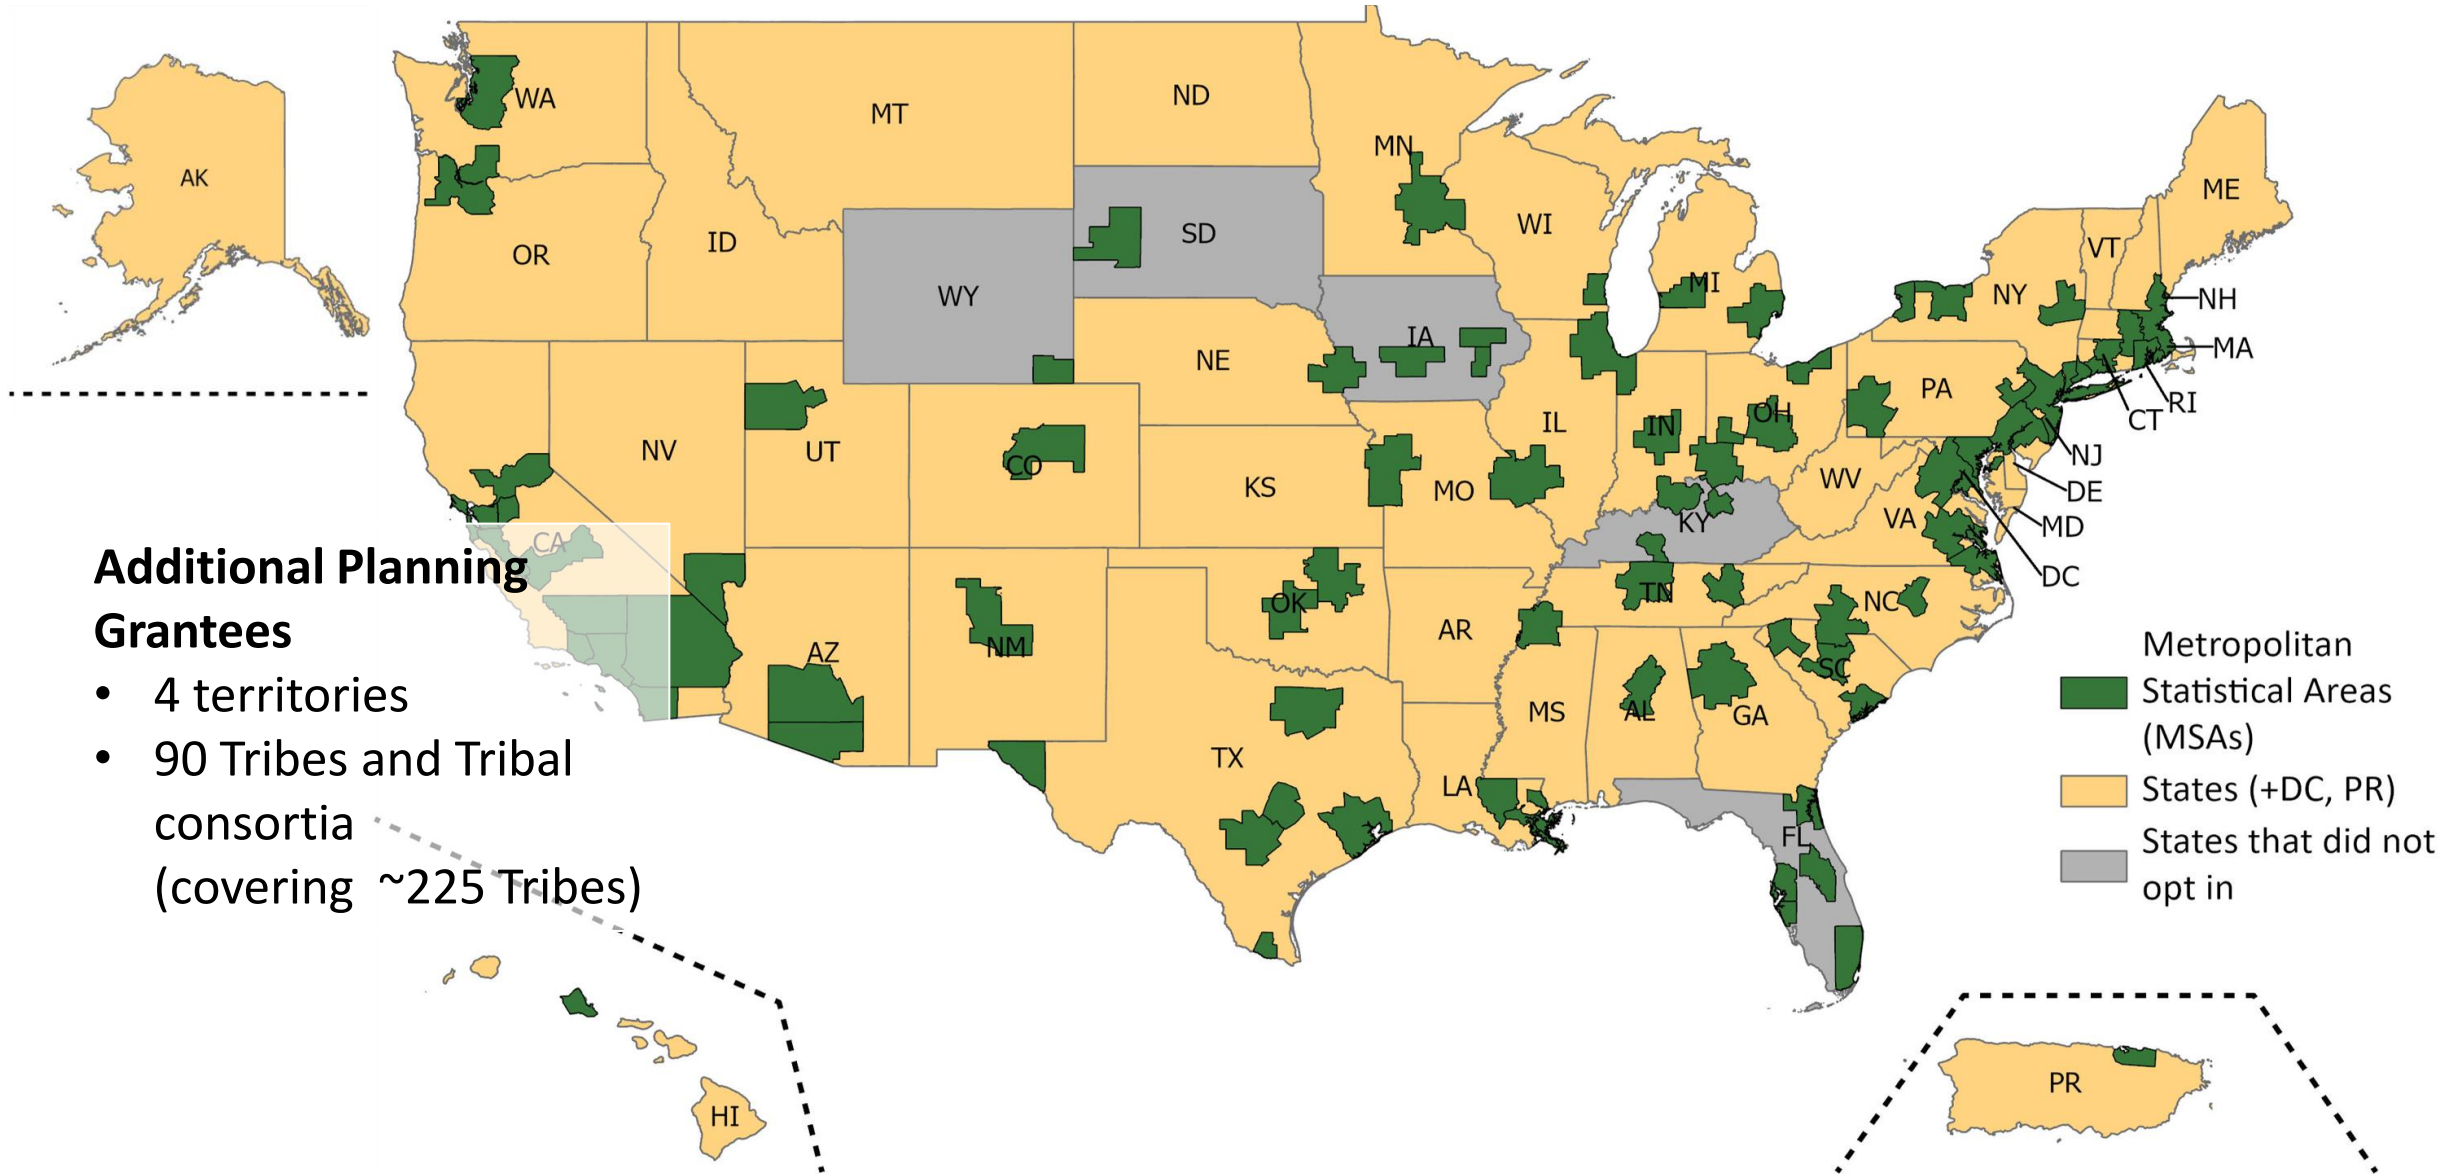 AK
WA
MT
ND
MN
WI
MI
ME
VT
NY
NH
MA
RI
CT
NJ
DE
MD
DC
OR
ID
WY
SD
IA
NE
PA
OH
IN
IL
NV
UT
CO
KS
MO
KY
WV
VA
CA
AZ
NM
OK
AR
TN
NC
SC
TX
LA
MS
AL
GA
FL
HI
PR
Additional Planning
Grantees
• 4 territories
• 90 Tribes and Tribal
consortia
(covering ~225 Tribes)
Metropolitan
Statistical Areas
(MSAs)
States (+DC, PR)
States that did not
opt in